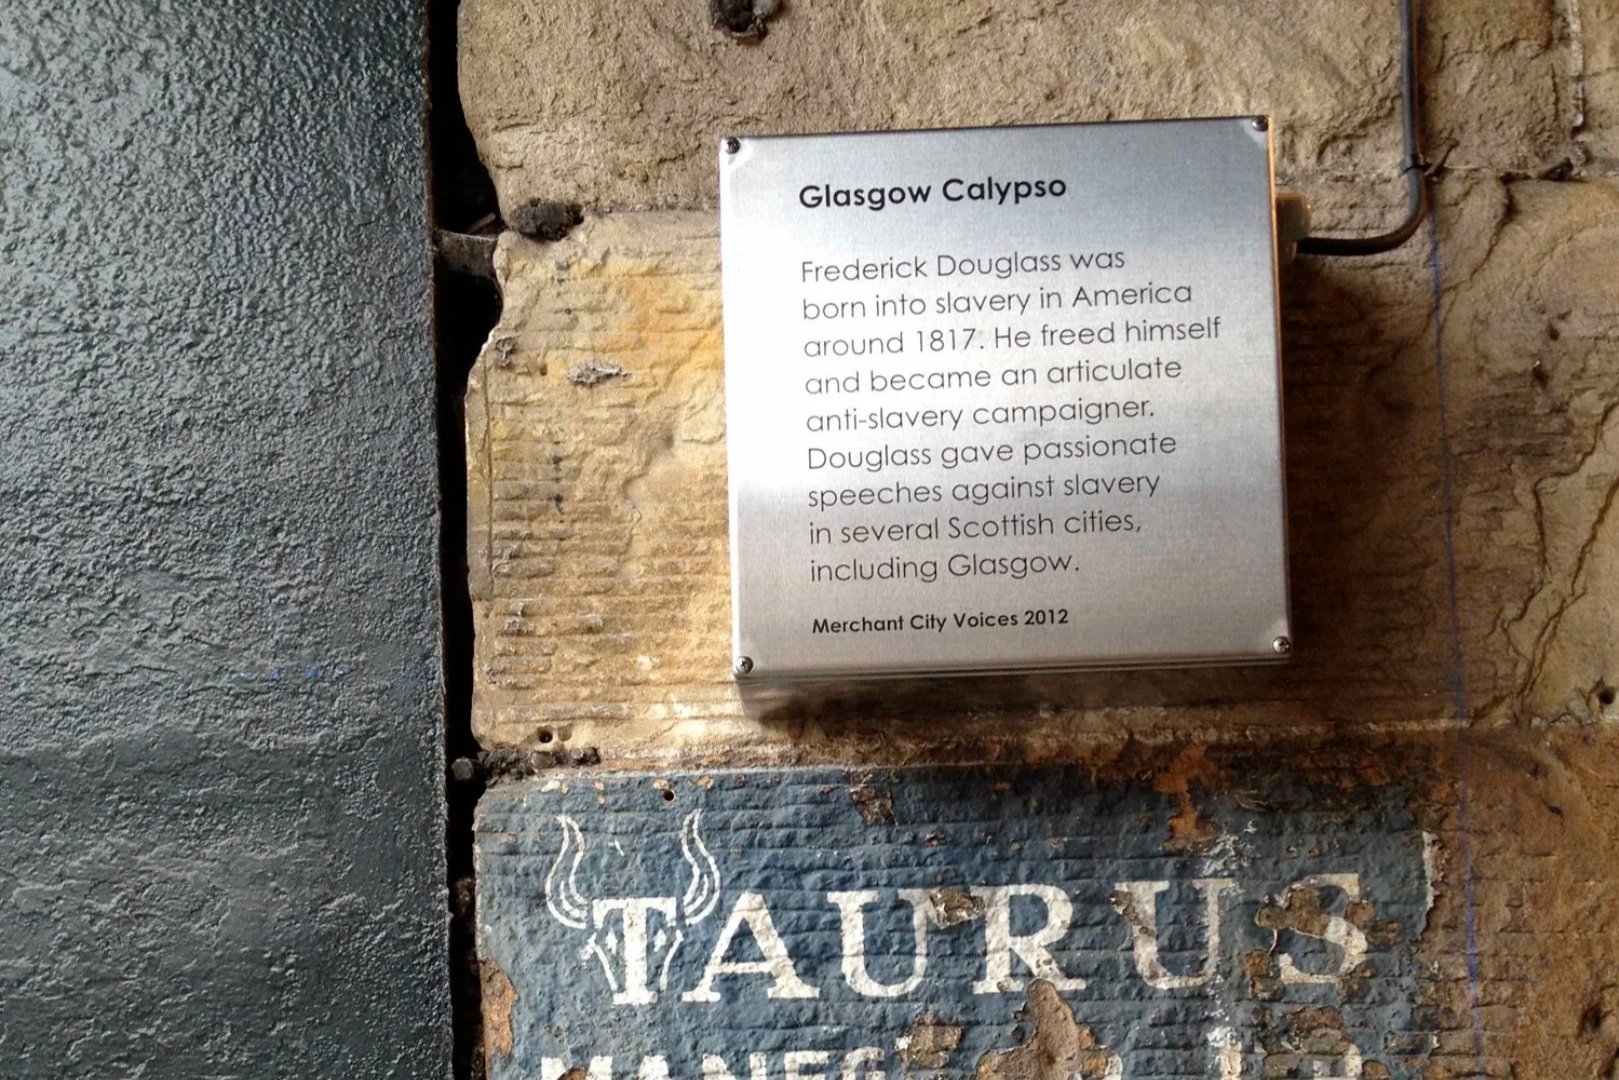 Glasgow Calypso
Frederick Douglass was
born into slavery in America
around 1817. He freed himself
and became an articulate
anti-slavery campaigner.
Douglass gave passionate
speeches against slavery
in several Scottish cities,
including Glasgow.
Merchant City Voices 2012
TAURUS